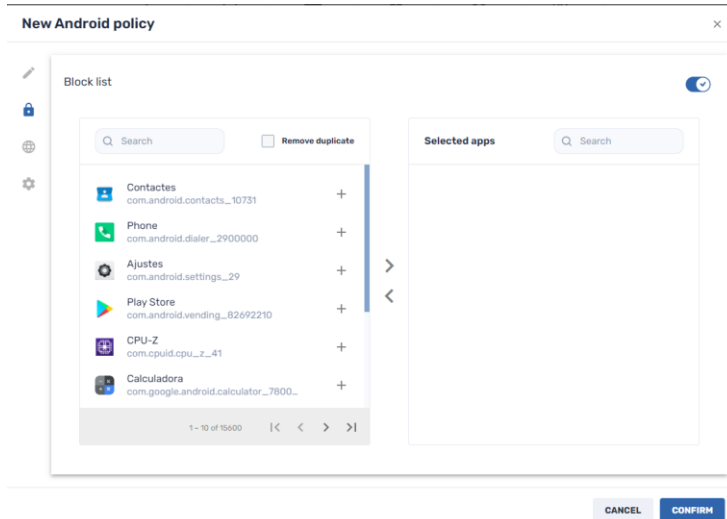 New Android policy
Block list
Search
Remove duplicate
Selected apps
Search
Contactes
com.android.contacts_10731
Phone
com.android.dialer_2900000
Ajustes
com.android.settings_29
Play Store
com.android.vending_82692210
CPU-Z
com.cpuid.cpu_z_41
Calculadora
com.google.android.calculator_7800...
1 – 10 of 15600
CANCEL
CONFIRM